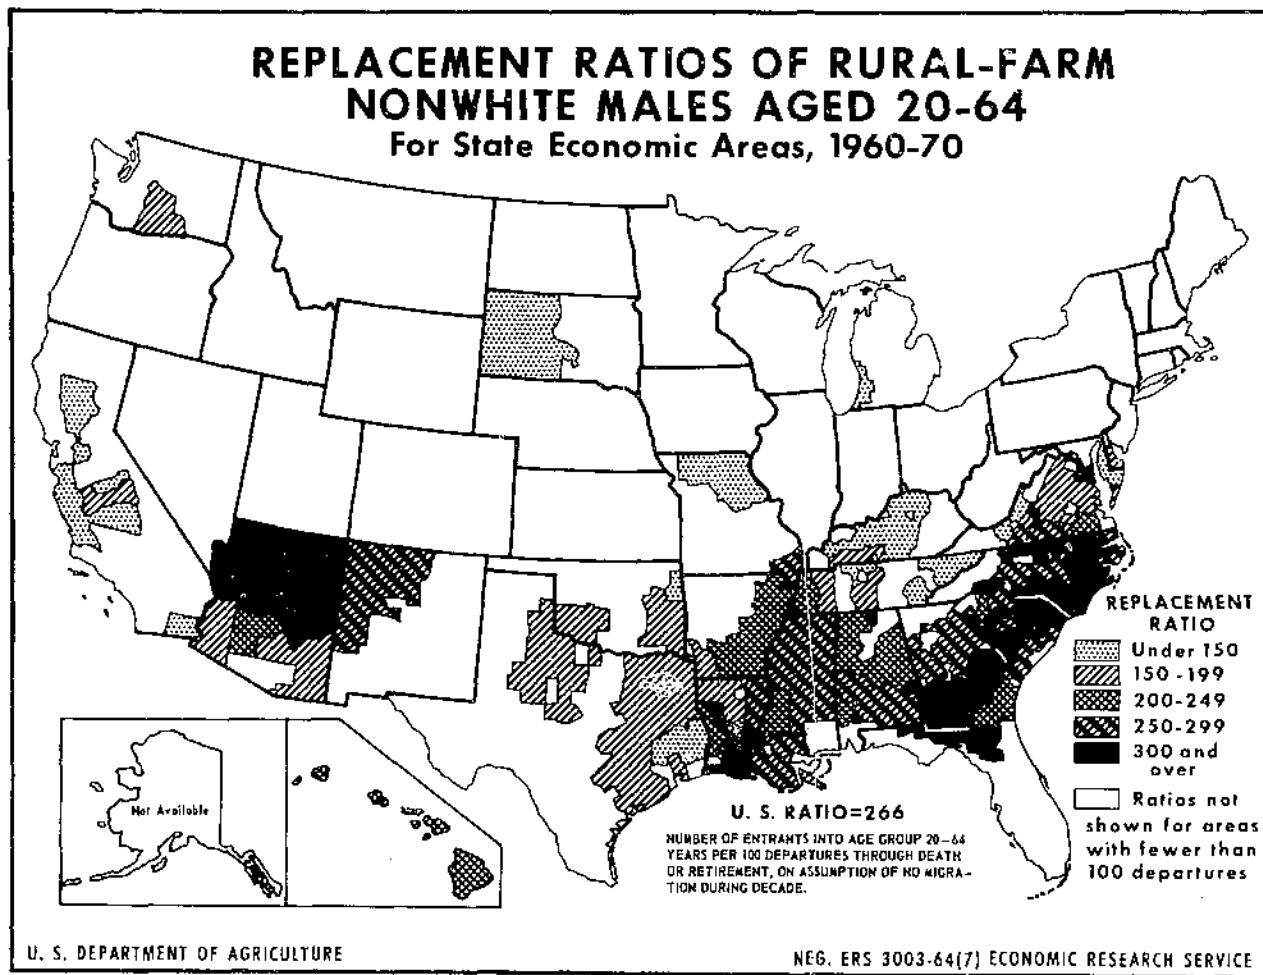 REPLACEMENT RATIOS OF RURAL-FARM
NONWHITE MALES AGED 20-64
For State Economic Areas, 1960-70
REPLACEMENT
RATIO
Under 150
150-199
200-249
250-299
300 and
over
Ratios not
shown for areas
with fewer than
100 departures
Not Available
U. S. RATIO=266
NUMBER OF ENTRANTS INTO AGE GROUP 20-64
YEARS PER 100 DEPARTURES THROUGH DEATH
OR RETIREMENT, ON ASSUMPTION OF NO MIGRA-
TION DURING DECADE.
U. S. DEPARTMENT OF AGRICULTURE
NEG. ERS 3003-64(7) ECONOMIC RESEARCH SERVICE